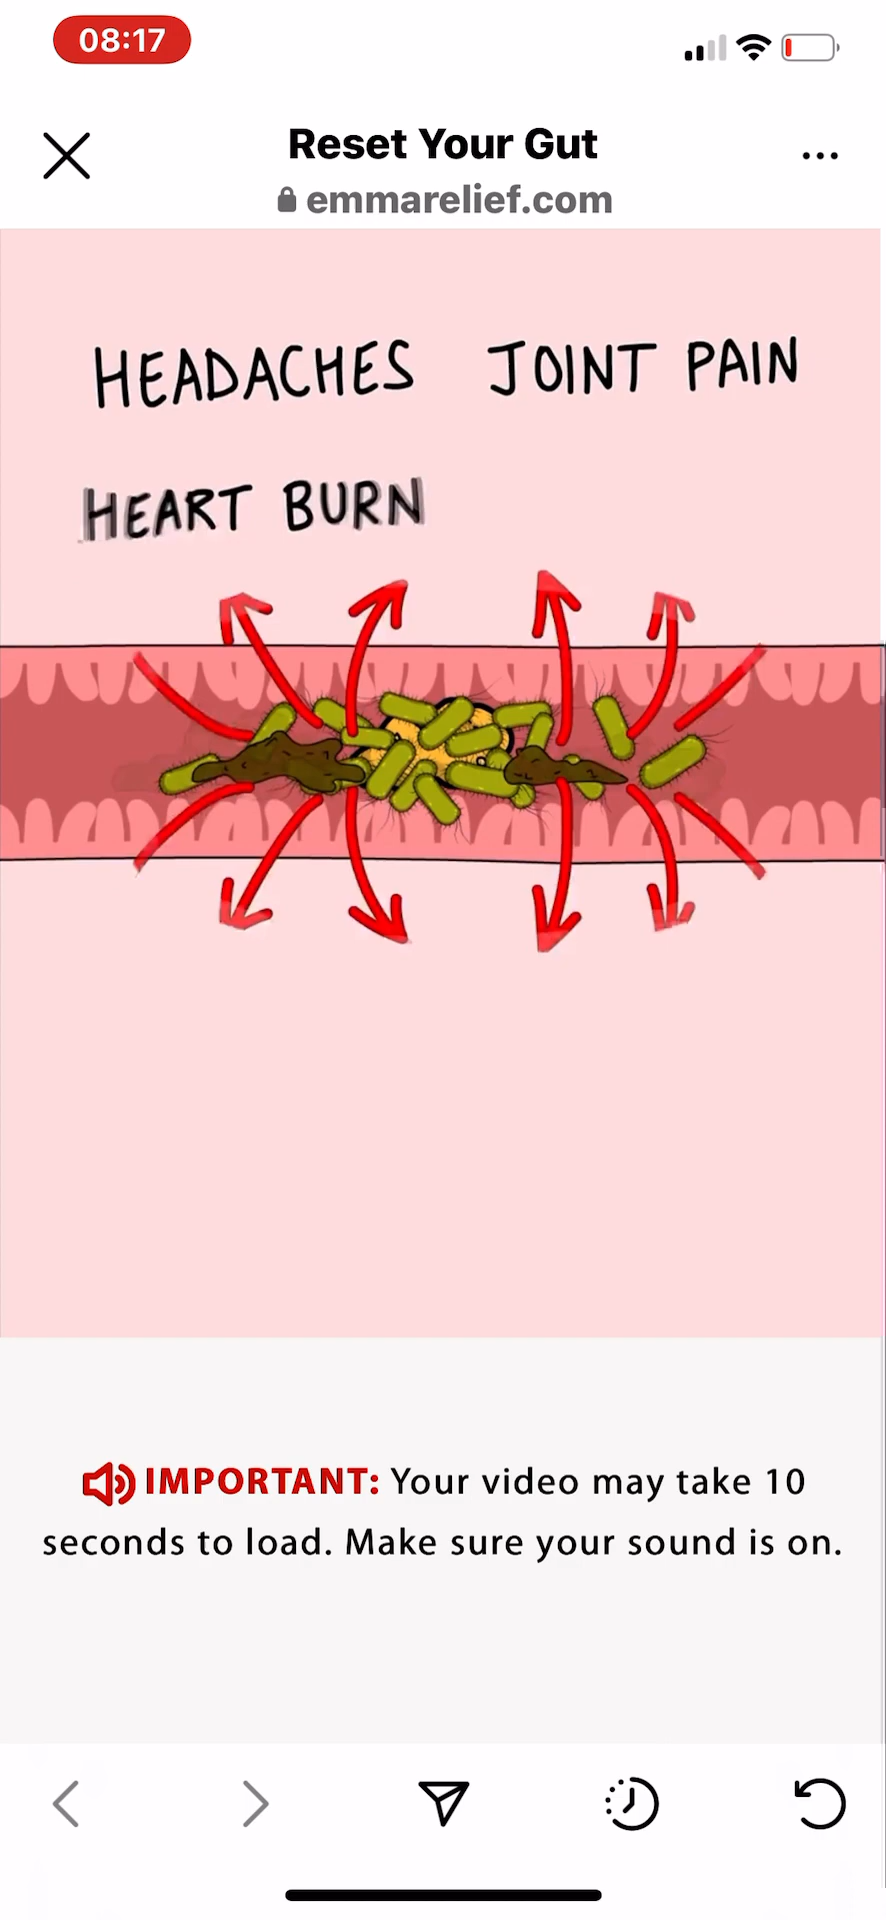 08:17
Reset Your Gut
emmarelief.com
HEADACHES JOINT PAIN
HEART BURN
IMPORTANT: Your video may take 10
seconds to load. Make sure your sound is on.